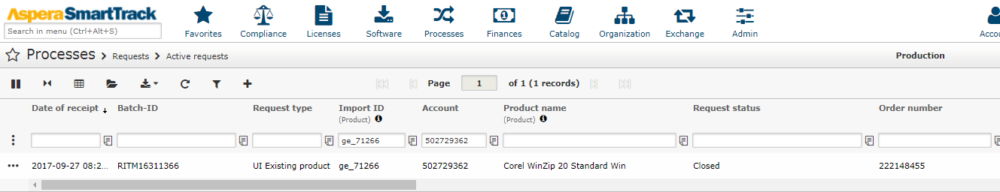 AsperaSmartTrack
Search in menu (Ctrl+Alt+S)
Favorites Compliance Licenses Software Processes Finances Catalog Organization Exchange Admin Accou
Processes > Requests > Active requests Production
Page 1 of 1 (1 records)
Date of receipt Batch-ID Request type Import ID Account Product name Request status Order number
(Product) (Product)
ge_71266 502729362
2017-09-27 08:2... RITM16311366 UI Existing product ge_71266 502729362 Corel WinZip 20 Standard Win Closed 222148455